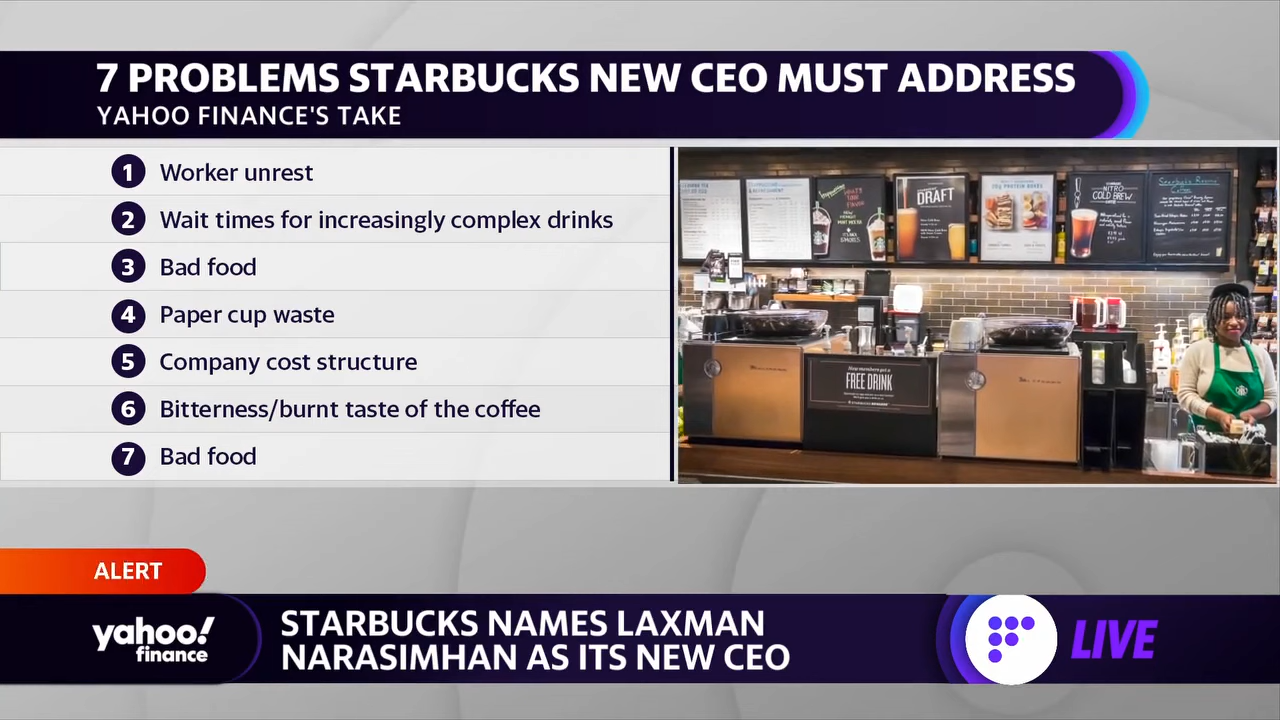 7 PROBLEMS STARBUCKS NEW CEO MUST ADDRESS
YAHOO FINANCE'S TAKE
1 Worker unrest
2 Wait times for increasingly complex drinks
3 Bad food
4 Paper cup waste
5 Company cost structure
6 Bitterness/burnt taste of the coffee
7 Bad food
DRAFT
NITRO
COLD BREW
FREE DRINK
ALERT
yahoo!
finance
STARBUCKS NAMES LAXMAN
NARASIMHAN AS ITS NEW CEO
LIVE